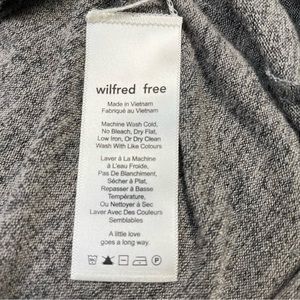 wilfred free
Made in Vietnam
Fabriqué au Vietnam
Machine Wash Cold,
No Bleach, Dry Flat,
Low Iron, Or Dry Clean
Wash With Like Colours
Laver À La Machine
à L'Eau Froide,
Pas De Blanchiment,
Sécher à Plat,
Repasser à Basse
Température,
Ou Nettoyer à Sec
Laver Avec Des Couleurs
Semblables
A little love
goes a long way.
P